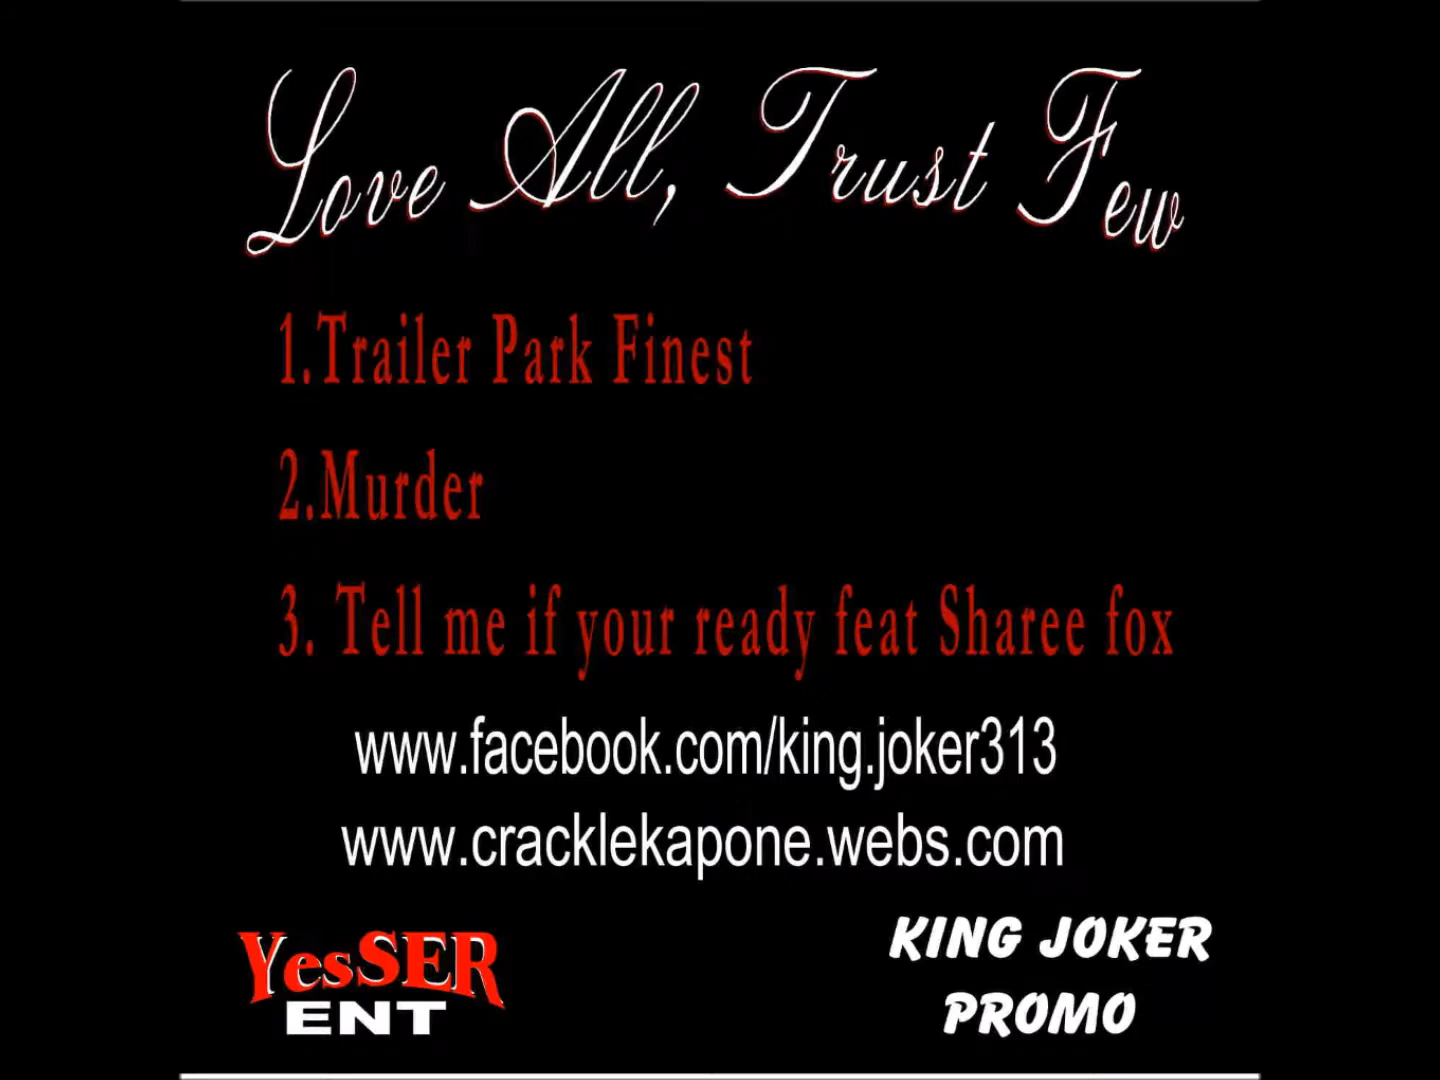 Love All, Trust Few
1.Trailer Park Finest
2.Murder
3. Tell me if your ready feat Sharee fox
www.facebook.com/king.joker313
www.cracklekapone.webs.com
YesSER
ENT
KING JOKER
PROMO